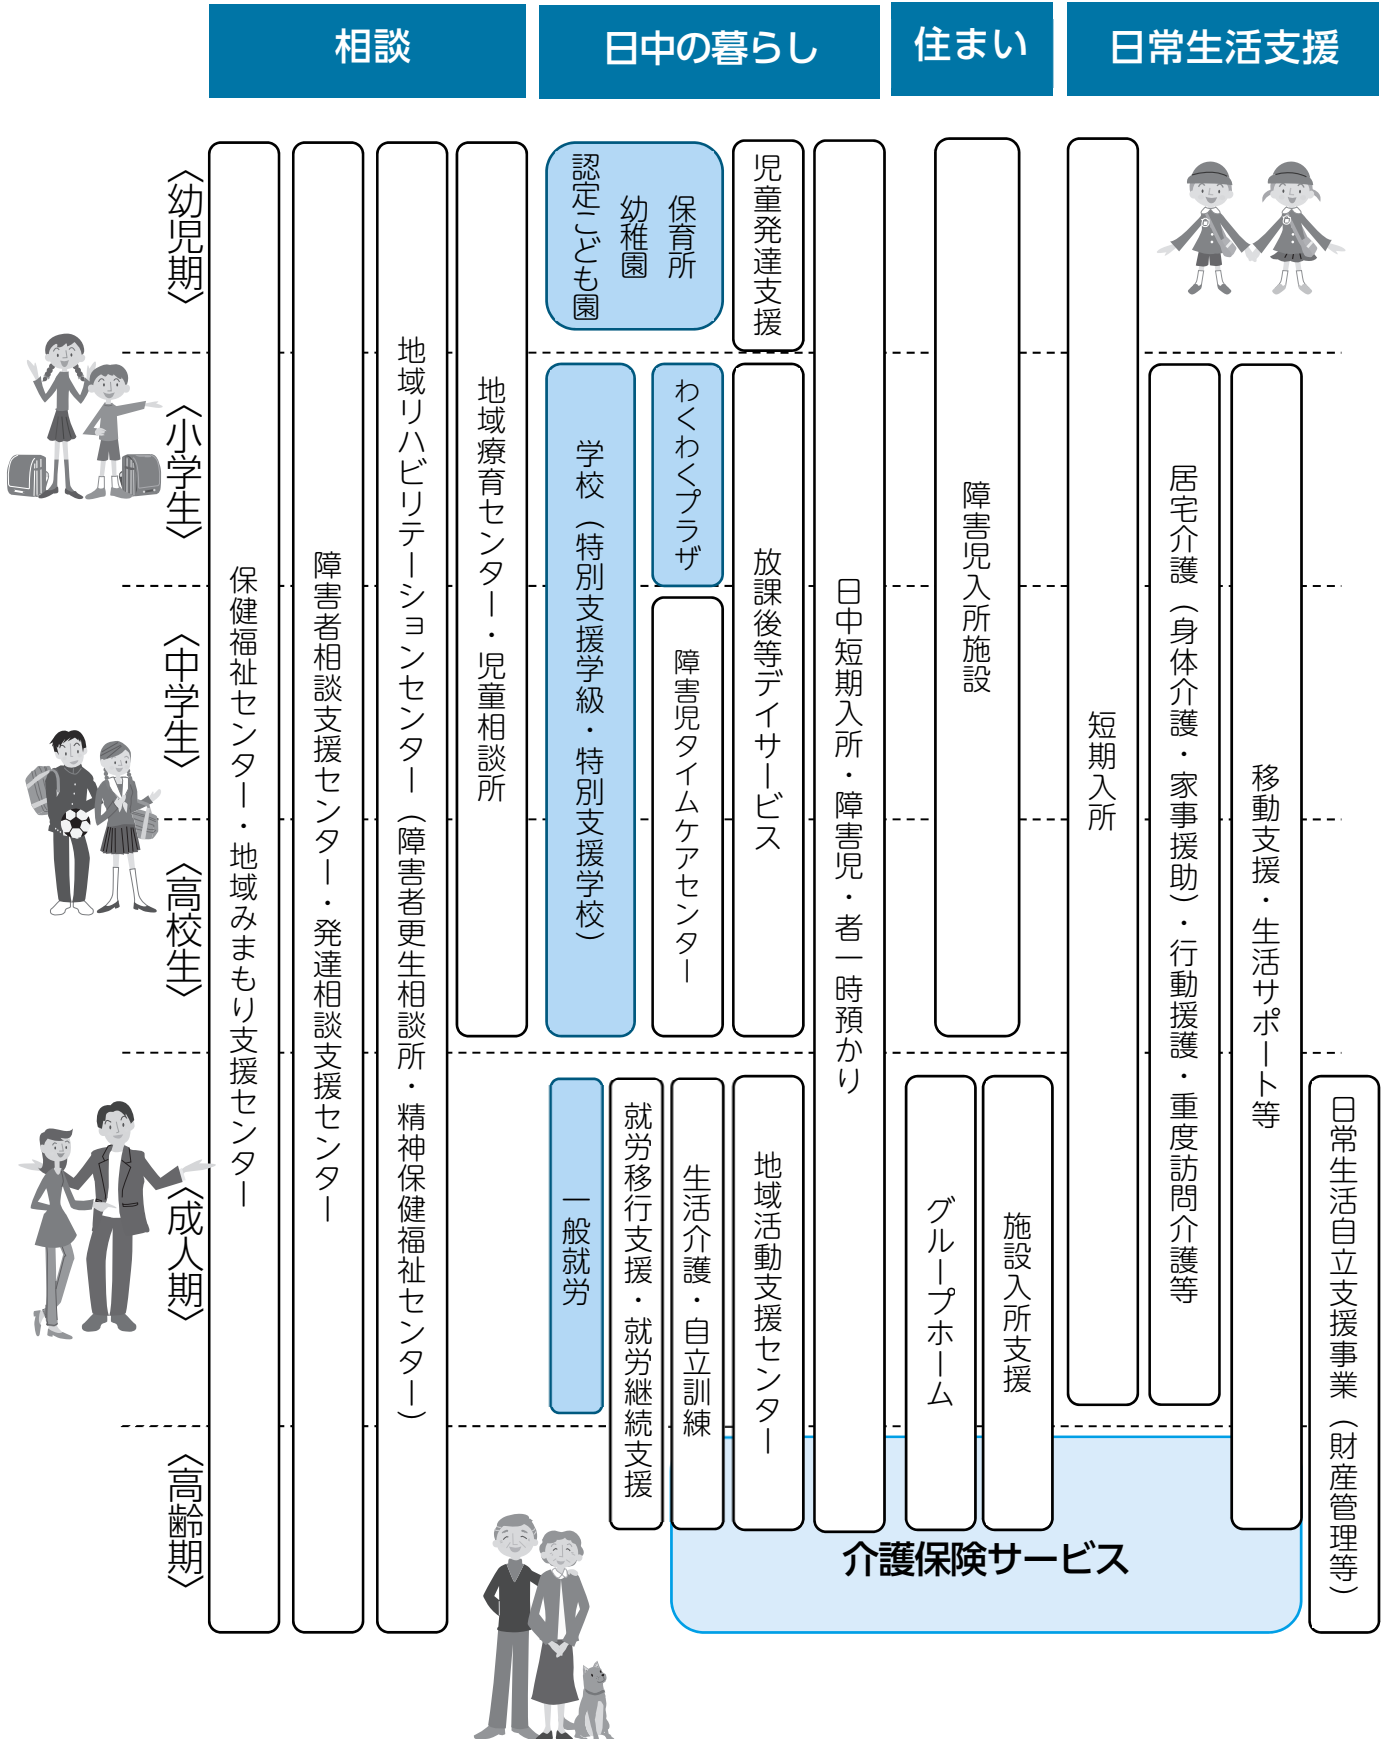 相談
日中の暮らし
住まい
日常生活支援
〈幼児期〉
〈小学生〉
〈中学生〉
〈高校生〉
〈成人期〉
〈高齢期〉
保健福祉センター・地域みまもり支援センター
障害者相談支援センター・発達相談支援センター
地域リハビリテーションセンター（障害者更生相談所・精神保健福祉センター）
地域療育センター・児童相談所
保育所
幼稚園
認定こども園
児童発達支援
学校（特別支援学級・特別支援学校）
わくわくプラザ
障害児タイムケアセンター
放課後等デイサービス
日中短期入所・障害児・者一時預かり
一般就労
就労移行支援・就労継続支援
生活介護・自立訓練
地域活動支援センター
障害児入所施設
グループホーム
施設入所支援
短期入所
居宅介護（身体介護・家事援助）・行動援護・重度訪問介護等
移動支援・生活サポート等
日常生活自立支援事業（財産管理等）
介護保険サービス